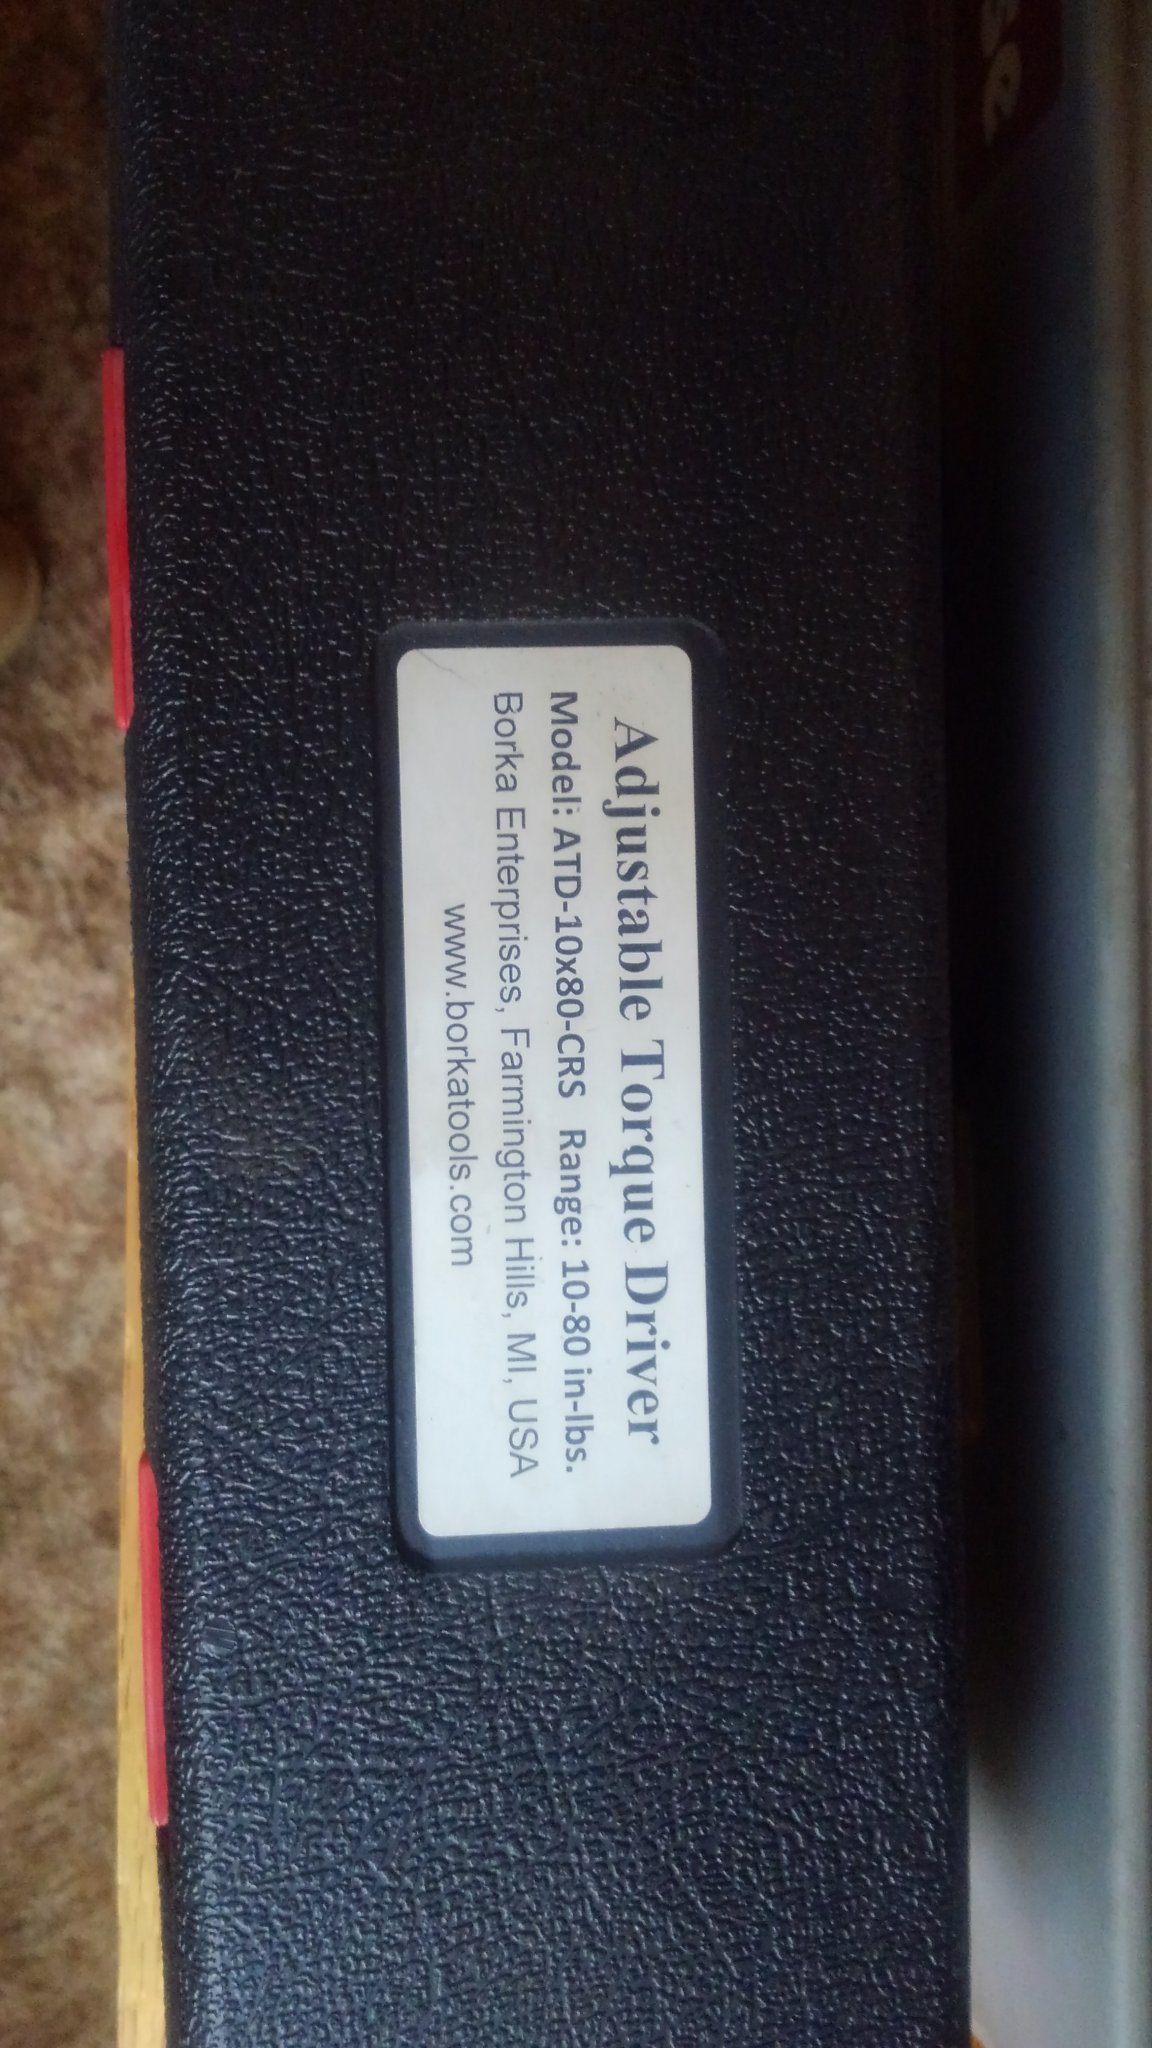 Adjustable Torque Driver
Model: ATD-10x80-CRS Range: 10-80 in-lbs.
Borka Enterprises, Farmington Hills, MI, USA
www.borkatools.com